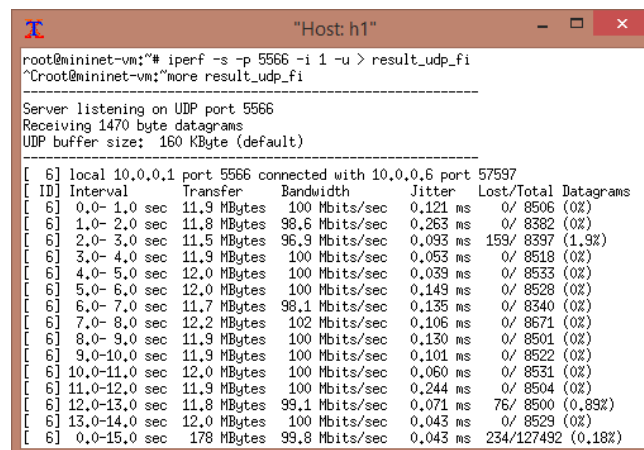 "Host: h1"
root@mininet-vm:~# iperf -s -p 5566 -i 1 -u > result_udp_fi
^Croot@mininet-vm:~more result_udp_fi
------------------------------------------------------------
Server listening on UDP port 5566
Receiving 1470 byte datagrams
UDP buffer size:  160 KByte (default)
------------------------------------------------------------
[  6] local 10.0.0.1 port 5566 connected with 10.0.0.6 port 57597
[ ID] Interval       Transfer     Bandwidth        Jitter   Lost/Total Datagrams
[  6]  0.0- 1.0 sec  11.9 MBytes   100 Mbits/sec   0.121 ms    0/ 8506 (0%)
[  6]  1.0- 2.0 sec  11.8 MBytes  98.6 Mbits/sec   0.263 ms    0/ 8382 (0%)
[  6]  2.0- 3.0 sec  11.5 MBytes  96.9 Mbits/sec   0.093 ms  159/ 8397 (1.9%)
[  6]  3.0- 4.0 sec  11.9 MBytes   100 Mbits/sec   0.053 ms    0/ 8518 (0%)
[  6]  4.0- 5.0 sec  12.0 MBytes   100 Mbits/sec   0.039 ms    0/ 8533 (0%)
[  6]  5.0- 6.0 sec  12.0 MBytes   100 Mbits/sec   0.149 ms    0/ 8528 (0%)
[  6]  6.0- 7.0 sec  11.7 MBytes  98.1 Mbits/sec   0.135 ms    0/ 8340 (0%)
[  6]  7.0- 8.0 sec  12.2 MBytes   102 Mbits/sec   0.106 ms    0/ 8671 (0%)
[  6]  8.0- 9.0 sec  11.9 MBytes   100 Mbits/sec   0.130 ms    0/ 8501 (0%)
[  6]  9.0-10.0 sec  11.9 MBytes   100 Mbits/sec   0.101 ms    0/ 8522 (0%)
[  6] 10.0-11.0 sec  12.0 MBytes   100 Mbits/sec   0.060 ms    0/ 8531 (0%)
[  6] 11.0-12.0 sec  11.9 MBytes   100 Mbits/sec   0.244 ms    0/ 8504 (0%)
[  6] 12.0-13.0 sec  11.8 MBytes  99.1 Mbits/sec   0.071 ms   76/ 8500 (0.89%)
[  6] 13.0-14.0 sec  12.0 MBytes   100 Mbits/sec   0.043 ms    0/ 8529 (0%)
[  6]  0.0-15.0 sec   178 MBytes  99.8 Mbits/sec   0.043 ms  234/127492 (0.18%)